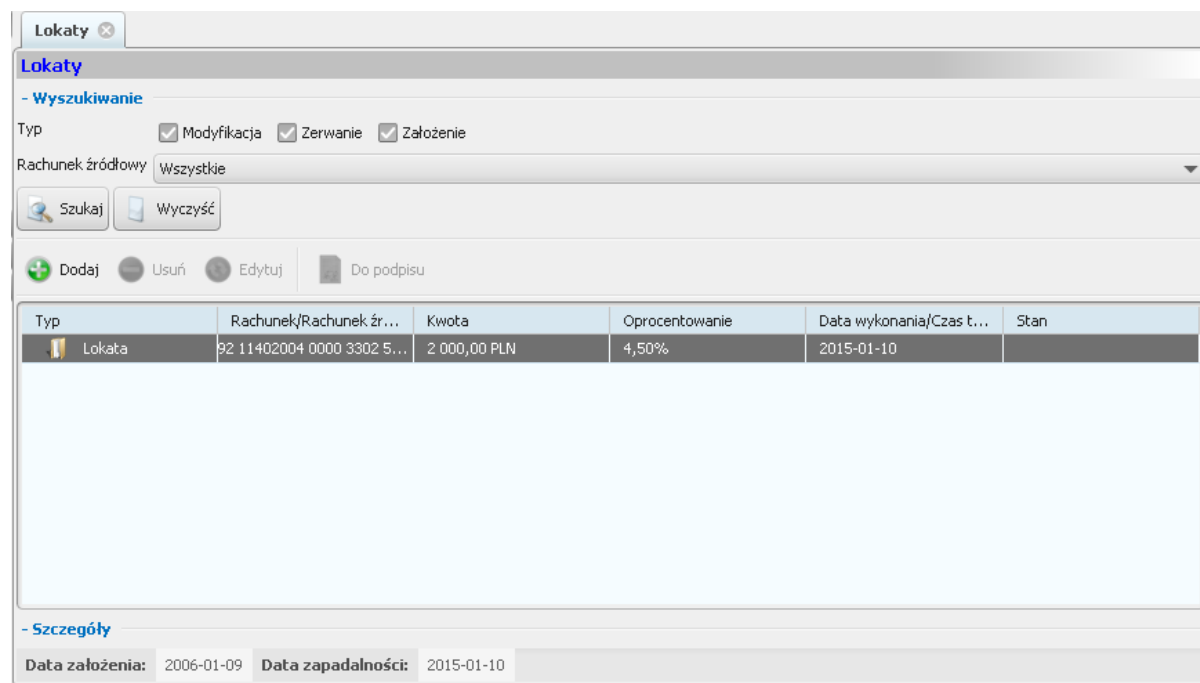 Lokaty
Lokaty
- Wyszukiwanie
Typ Modyfikacja Zerwanie Założenie
Rachunek źródłowy Wszystkie
Szukaj Wyczyść
Dodaj Usuń Edytuj Do podpisu
Typ Rachunek/Rachunek źr... Kwota Oprocentowanie Data wykonania/Czas t... Stan
Lokata 92 11402004 0000 3302 5... 2 000,00 PLN 4,50% 2015-01-10
- Szczegóły
Data założenia: 2006-01-09 Data zapadalności: 2015-01-10